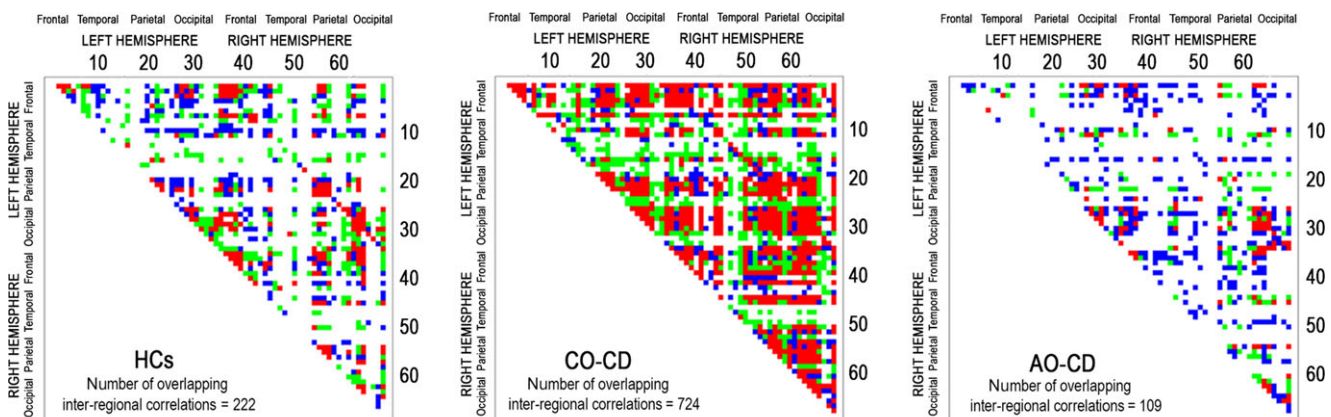 Frontal Temporal Parietal Occipital Frontal Temporal Parietal Occipital
LEFT HEMISPHERE RIGHT HEMISPHERE
10 20 30 40 50 60
LEFT HEMISPHERE
Frontal Temporal Parietal Occipital
RIGHT HEMISPHERE
Frontal Temporal Parietal Occipital
10
20
30
40
50
60
HCs
Number of overlapping
inter-regional correlations = 222
Frontal Temporal Parietal Occipital Frontal Temporal Parietal Occipital
LEFT HEMISPHERE RIGHT HEMISPHERE
10 20 30 40 50 60
LEFT HEMISPHERE
Frontal Temporal Parietal Occipital
RIGHT HEMISPHERE
Frontal Temporal Parietal Occipital
10
20
30
40
50
60
CO-CD
Number of overlapping
inter-regional correlations = 724
Frontal Temporal Parietal Occipital Frontal Temporal Parietal Occipital
LEFT HEMISPHERE RIGHT HEMISPHERE
10 20 30 40 50 60
LEFT HEMISPHERE
Frontal Temporal Parietal Occipital
RIGHT HEMISPHERE
Frontal Temporal Parietal Occipital
10
20
30
40
50
60
AO-CD
Number of overlapping
inter-regional correlations = 109